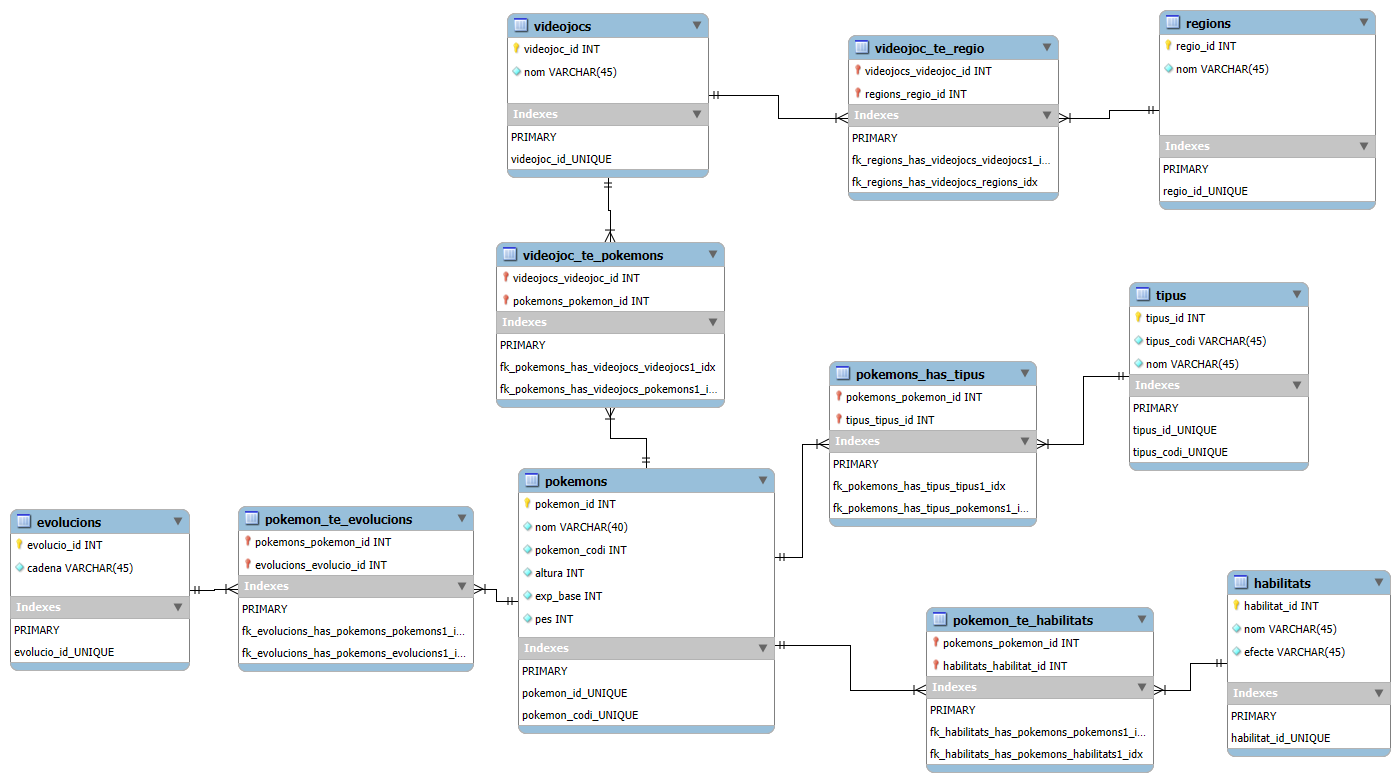 videojocs
videojoc_id INT
nom VARCHAR(45)
Indexes
PRIMARY
videojoc_id_UNIQUE
videojoc_te_regio
videojocs_videojoc_id INT
regions_regio_id INT
Indexes
PRIMARY
fk_regions_has_videojocs_videojocs1_i...
fk_regions_has_videojocs_regions_idx
regions
regio_id INT
nom VARCHAR(45)
Indexes
PRIMARY
regio_id_UNIQUE
videojoc_te_pokemons
videojocs_videojoc_id INT
pokemons_pokemon_id INT
Indexes
PRIMARY
fk_pokemons_has_videojocs_videojocs1_idx
fk_pokemons_has_videojocs_pokemons1_i...
tipus
tipus_id INT
tipus_codi VARCHAR(45)
nom VARCHAR(45)
Indexes
PRIMARY
tipus_id_UNIQUE
tipus_codi_UNIQUE
pokemons_has_tipus
pokemons_pokemon_id INT
tipus_tipus_id INT
Indexes
PRIMARY
fk_pokemons_has_tipus_tipus1_idx
fk_pokemons_has_tipus_pokemons1_i...
evolucions
evolucio_id INT
cadena VARCHAR(45)
Indexes
PRIMARY
evolucio_id_UNIQUE
pokemon_te_evolucions
pokemons_pokemon_id INT
evolucions_evolucio_id INT
Indexes
PRIMARY
fk_evolucions_has_pokemons_pokemons1_i...
fk_evolucions_has_pokemons_evolucions1_i...
pokemons
pokemon_id INT
nom VARCHAR(40)
pokemon_codi INT
altura INT
exp_base INT
pes INT
Indexes
PRIMARY
pokemon_id_UNIQUE
pokemon_codi_UNIQUE
pokemon_te_habilitats
pokemons_pokemon_id INT
habilitats_habilitat_id INT
Indexes
PRIMARY
fk_habilitats_has_pokemons_pokemons1_i...
fk_habilitats_has_pokemons_habilitats1_idx
habilitats
habilitat_id INT
nom VARCHAR(45)
efecte VARCHAR(45)
Indexes
PRIMARY
habilitat_id_UNIQUE